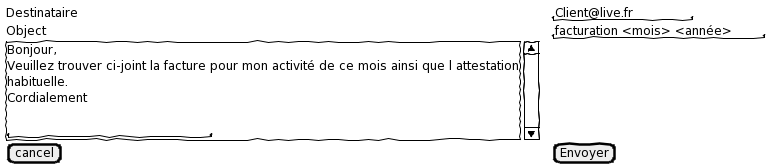 Destinataire Client@live.fr
Object facturation <mois> <année>
Bonjour,
Veuillez trouver ci-joint la facture pour mon activité de ce mois ainsi que l attestation
habituelle.
Cordialement
cancel Envoyer